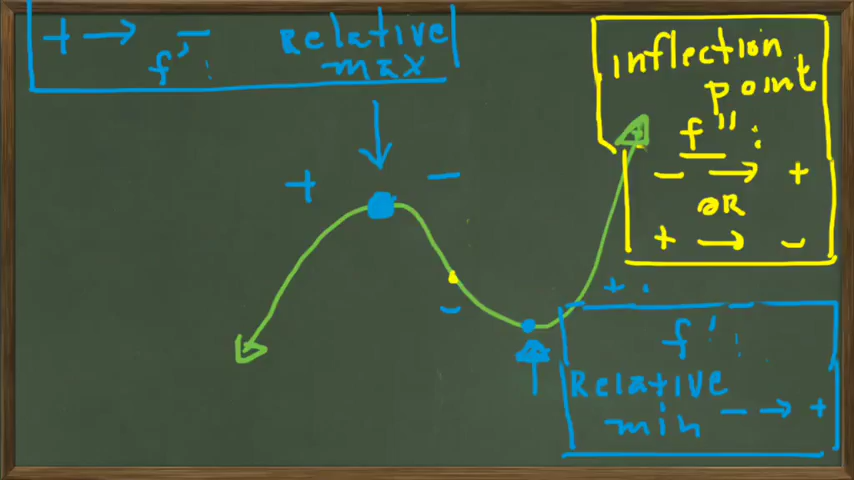 + → -
f':
Relative
max
inflection
point
f":
- → +
OR
+ → -
+ -
-
+
f':
Relative
min - → +